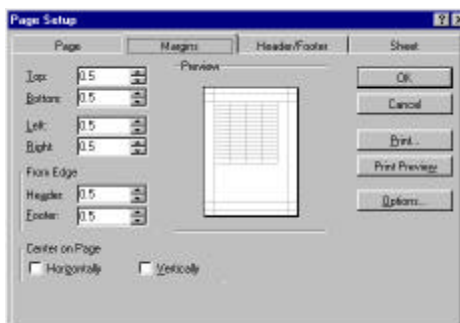 Page Setup
Page Margins Header/Footer Sheet
Top: 0.5
Bottom: 0.5
Left: 0.5
Right: 0.5
From Edge
Header: 0.5
Footer: 0.5
Center on Page
Horizontally Vertically
Preview
OK
Cancel
Print...
Print Preview
Options...